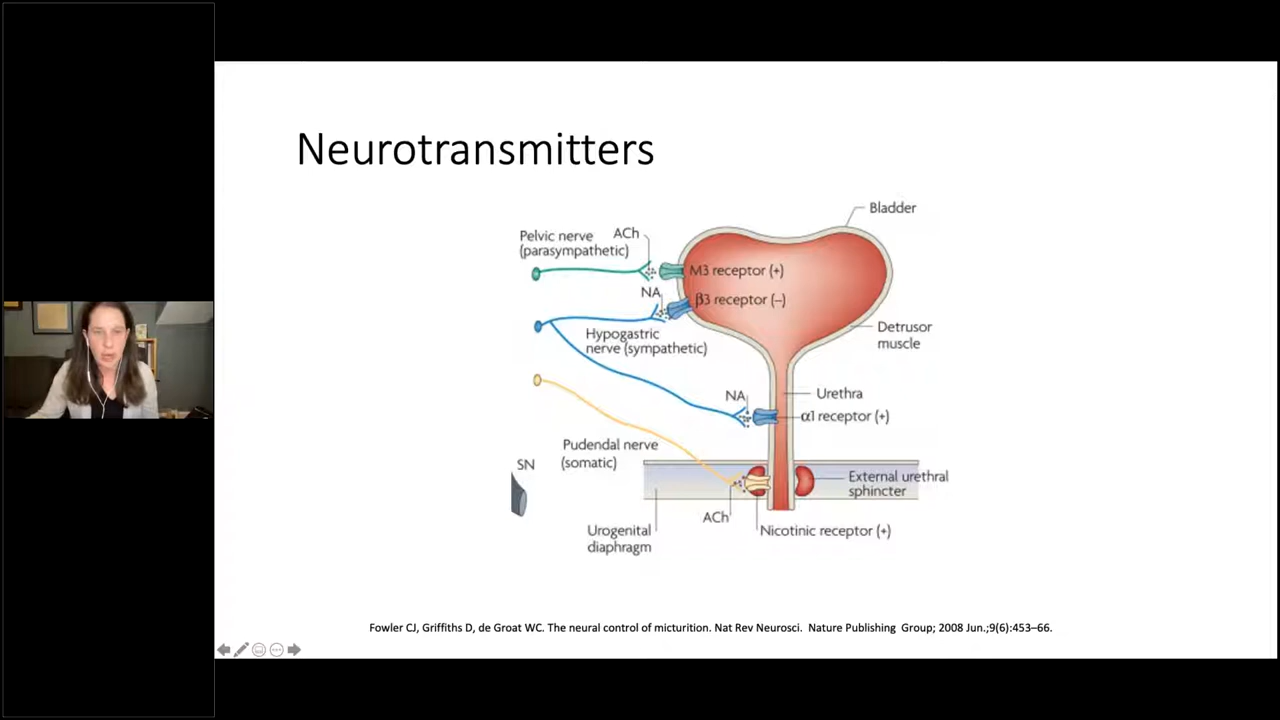 Neurotransmitters
Bladder
Pelvic nerve
(parasympathetic)
ACh
M3 receptor (+)
NA
β3 receptor (–)
Hypogastric
nerve (sympathetic)
Detrusor
muscle
NA
Urethra
α1 receptor (+)
Pudendal nerve
(somatic)
SN
External urethral
sphincter
ACh
Urogenital
diaphragm
Nicotinic receptor (+)
Fowler CJ, Griffiths D, de Groat WC. The neural control of micturition. Nat Rev Neurosci. Nature Publishing Group; 2008 Jun.;9(6):453–66.